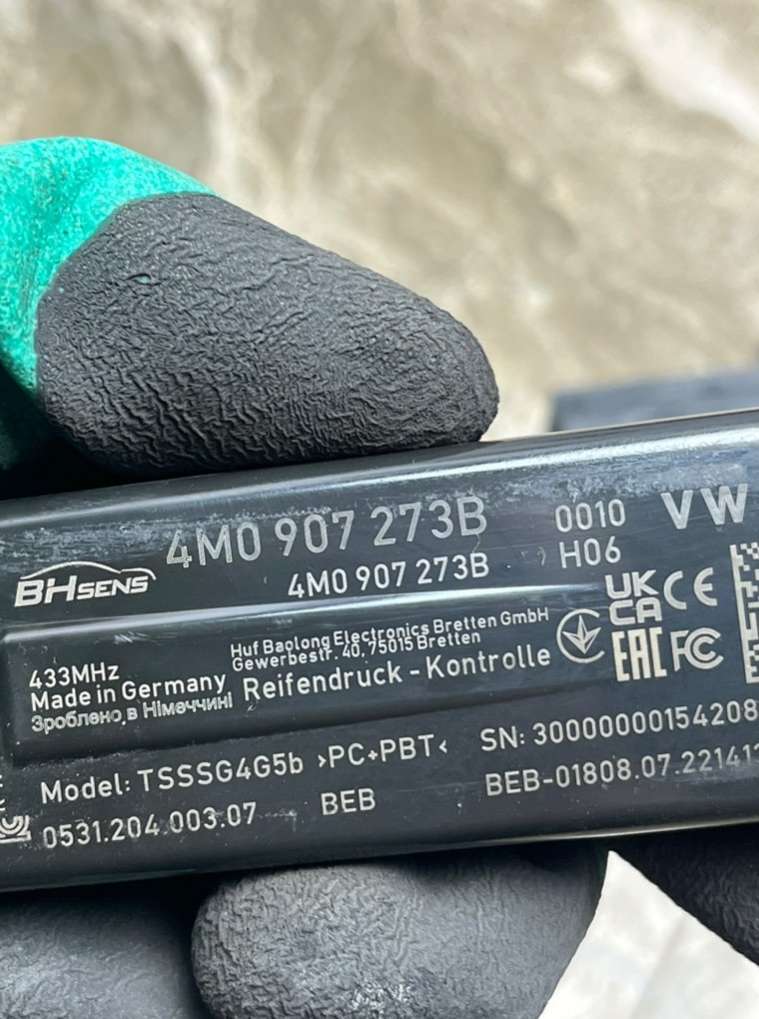 4M0 907 273B 0010 VW
BHSENS 4M0 907 273B H06
UK CA CE
433MHz Huf Baolong Electronics Bretten GmbH
Gewerbestr. 40, 75015 Bretten
Made in Germany Reifendruck - Kontrolle EAC FC
Зроблено в Німеччині
Model: TSSSG4G5b >PC+PBT< SN: 30000000154208
0531.204.003.07 BEB BEB-01808.07.22141